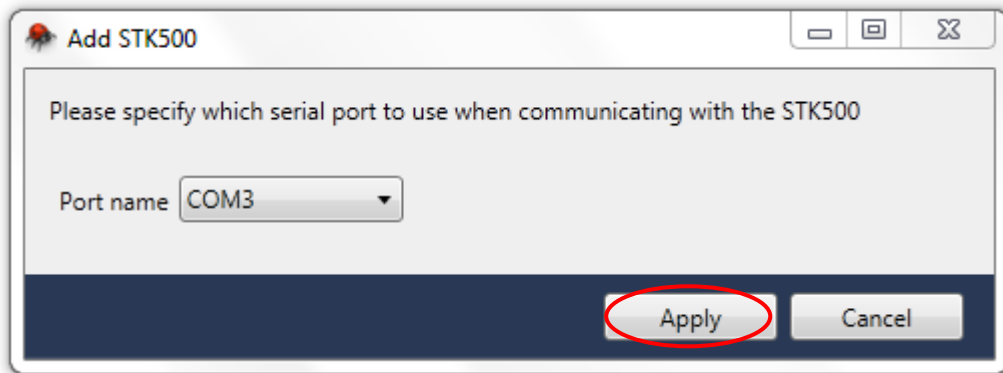 Add STK500
Please specify which serial port to use when communicating with the STK500
Port name COM3
Apply Cancel